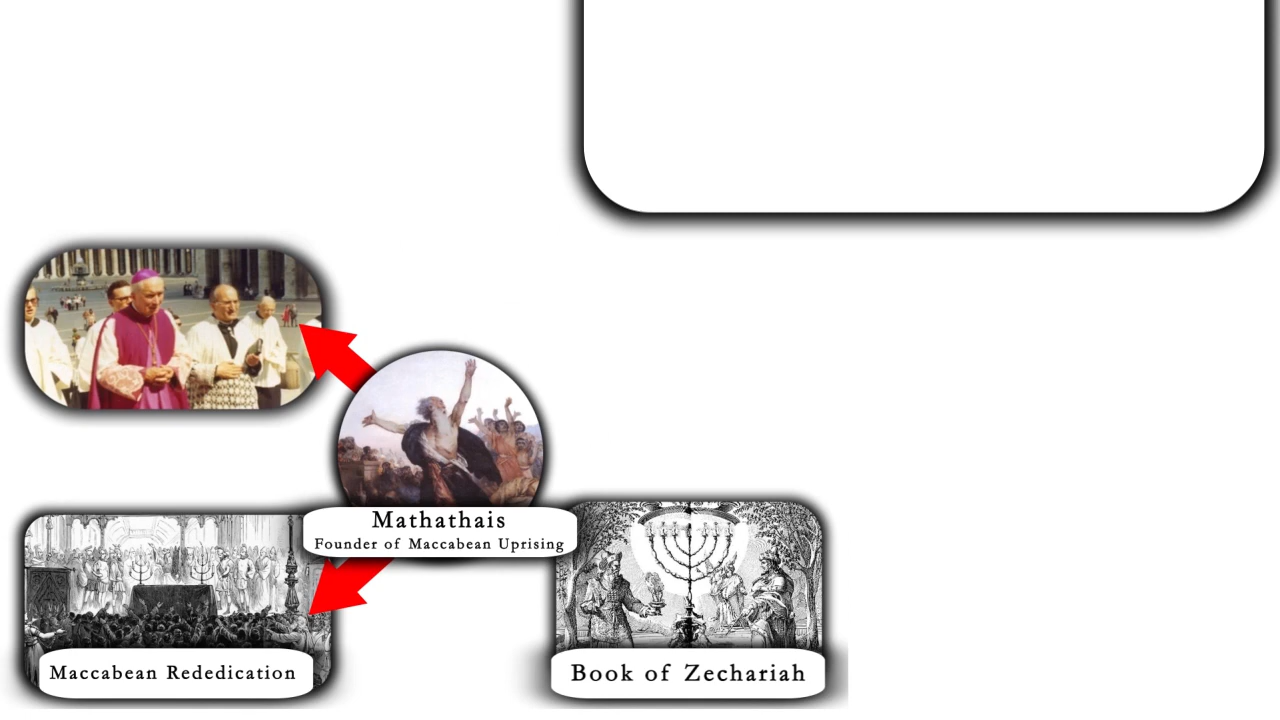 Mathathais
Founder of Maccabean Uprising
Maccabean Rededication
Book of Zechariah